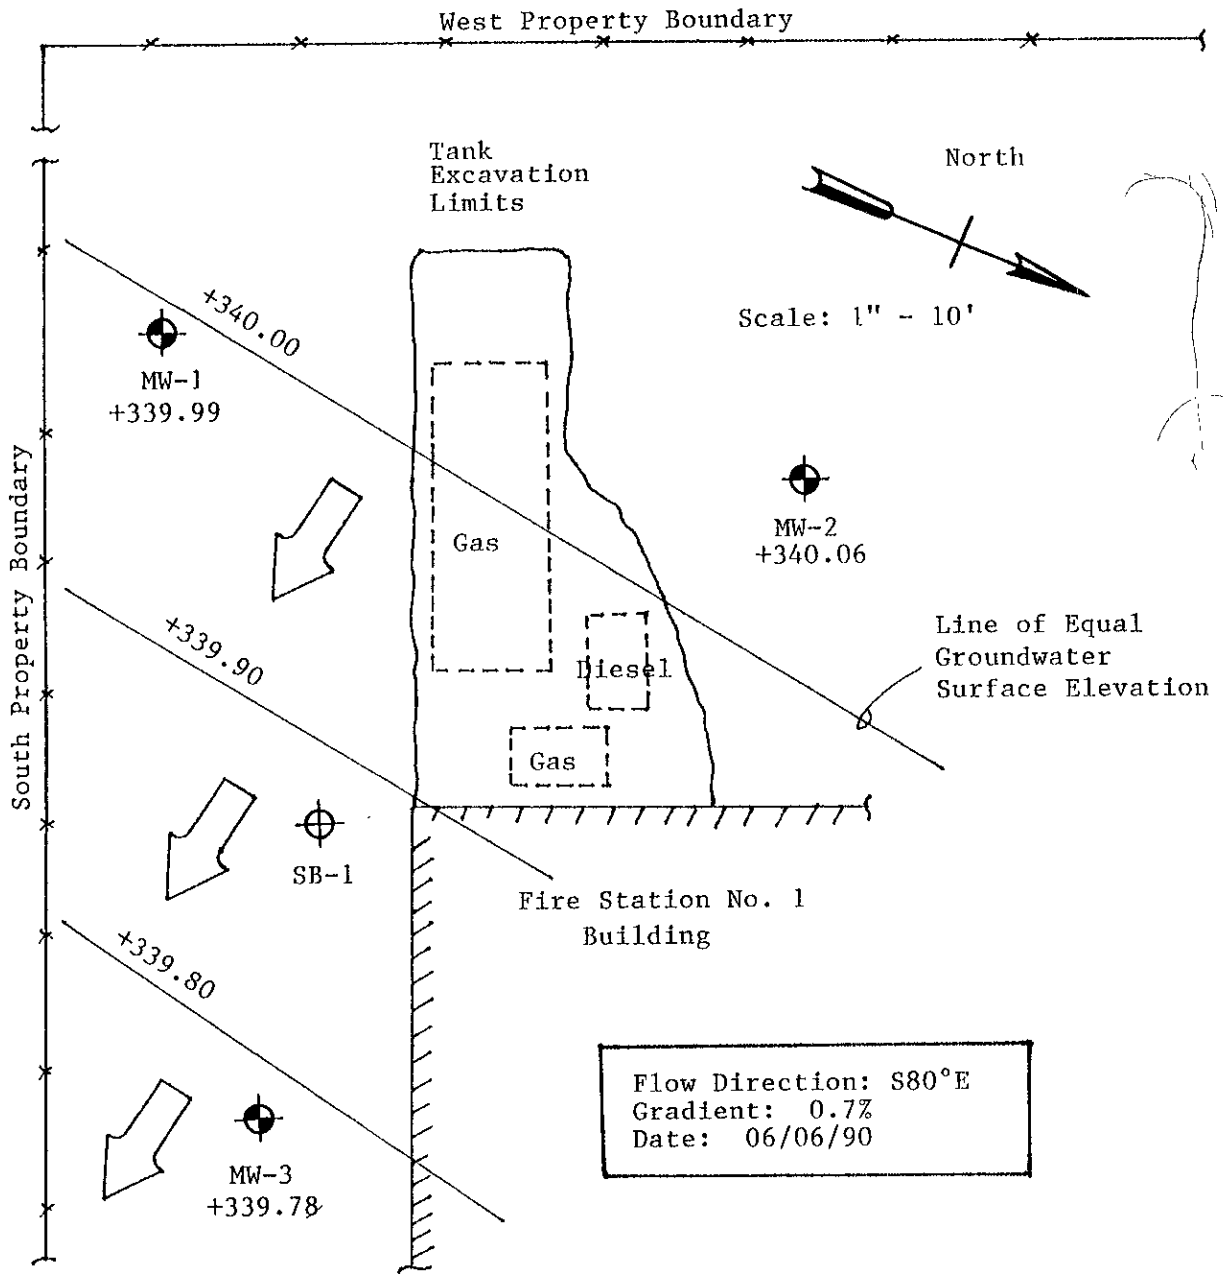 West Property Boundary
Tank
Excavation
Limits
North
Scale: 1" - 10'
+340.00
MW-1
+339.99
South Property Boundary
MW-2
+340.06
Gas
Diesel
Gas
Line of Equal
Groundwater
Surface Elevation
+339.90
SB-1
Fire Station No. 1
Building
+339.80
MW-3
+339.78
Flow Direction: S80°E
Gradient: 0.7%
Date: 06/06/90